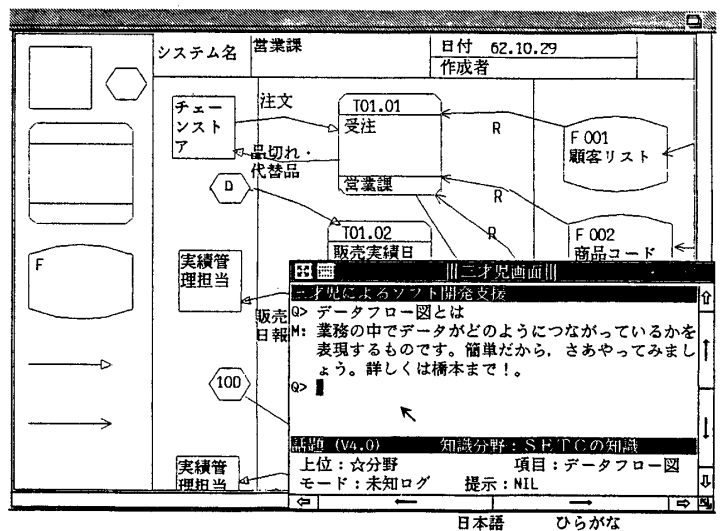 システム名
営業課
日付 62.10.29
作成者
チェー
ンスト
ア
注文
T01.01
受注
営業課
R
F 001
顧客リスト
品切れ・
代替品
D
R
T01.02
販売実績日
R
F 002
商品コード
F
実績管
理担当
販売
日報
10D
実績管
理担当
三才児画面
三才児によるソフト開発支援
Q> データフロー図とは
M: 業務の中でデータがどのようにつながっているかを
表現するものです。簡単だから，さあやってみまし
ょう。詳しくは橋本まで！。
Q>
話題 (V4.0) 知識分野：SETCの知識
上位：☆分野 項目：データフロー図
モード：未知ログ 提示：NIL
日本語 ひらがな